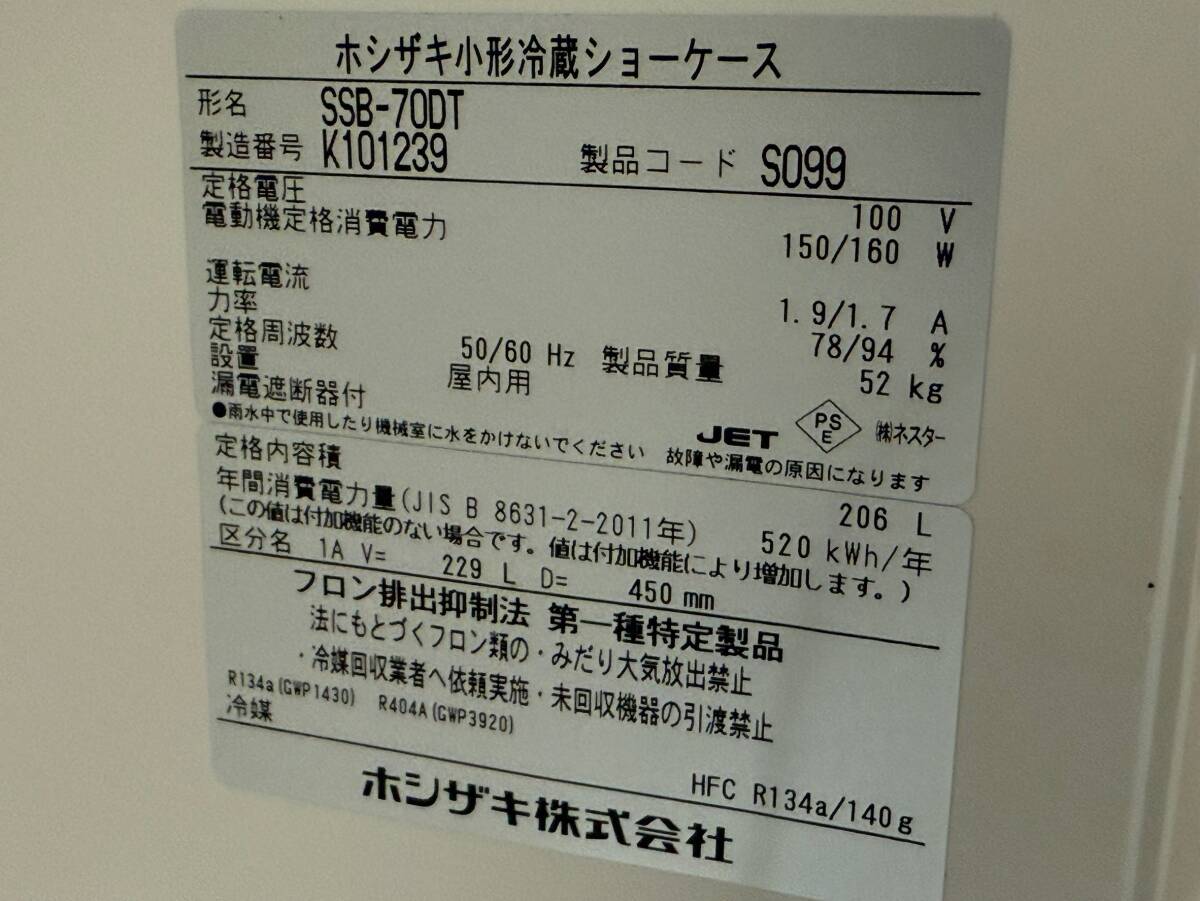 ホシザキ小形冷蔵ショーケース
形名 SSB-70DT
製造番号 K101239 製品コード S099
定格電圧 100 V
電動機定格消費電力 150/160 W
運転電流 1.9/1.7 A
力率 78/94 %
定格周波数 50/60 Hz 製品質量 52 kg
設置 屋内用
漏電遮断器付 JET PSE ㈱ネスター
●雨水中で使用したり機械室に水をかけないでください 故障や漏電の原因になります
定格内容積 206 L
年間消費電力量(JIS B 8631-2-2011年) 520 kWh/年
(この値は付加機能のない場合です。値は付加機能により増加します。)
区分名 1A V= 229 L D= 450 mm
フロン排出抑制法 第一種特定製品
法にもとづくフロン類の・みだり大気放出禁止
・冷媒回収業者へ依頼実施・未回収機器の引渡禁止
R134a(GWP1430) R404A(GWP3920)
冷媒 HFC R134a/140g
ホシザキ株式会社